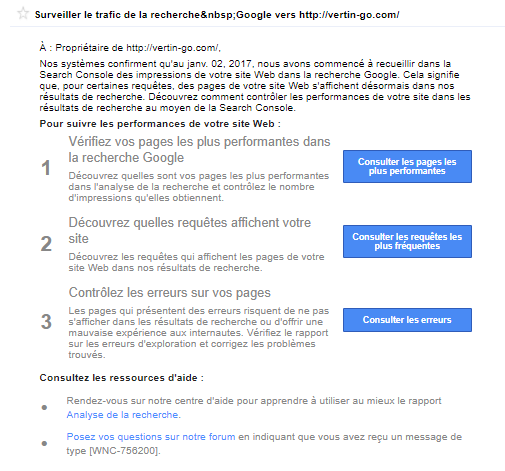 Surveiller le trafic de la recherche&nbsp;Google vers http://vertin-go.com/
À : Propriétaire de http://vertin-go.com/,
Nos systèmes confirment qu'au janv. 02, 2017, nous avons commencé à recueillir dans la
Search Console des impressions de votre site Web dans la recherche Google. Cela signifie
que, pour certaines requêtes, des pages de votre site Web s'affichent désormais dans nos
résultats de recherche. Découvrez comment contrôler les performances de votre site dans les
résultats de recherche au moyen de la Search Console.
Pour suivre les performances de votre site Web :
1
Vérifiez vos pages les plus performantes dans
la recherche Google
Découvrez quelles sont vos pages les plus performantes
dans l'analyse de la recherche et contrôlez le nombre
d'impressions qu'elles obtiennent.
Consulter les pages les
plus performantes
2
Découvrez quelles requêtes affichent votre
site
Découvrez les requêtes qui affichent les pages de votre
site Web dans nos résultats de recherche.
Consulter les requêtes les
plus fréquentes
3
Contrôlez les erreurs sur vos pages
Les pages qui présentent des erreurs risquent de ne pas
s'afficher dans les résultats de recherche ou d'offrir une
mauvaise expérience aux internautes. Vérifiez le rapport
sur les erreurs d'exploration et corrigez les problèmes
trouvés.
Consulter les erreurs
Consultez les ressources d'aide :
Rendez-vous sur notre centre d'aide pour apprendre à utiliser au mieux le rapport
Analyse de la recherche.
Posez vos questions sur notre forum en indiquant que vous avez reçu un message de
type [WNC-756200].